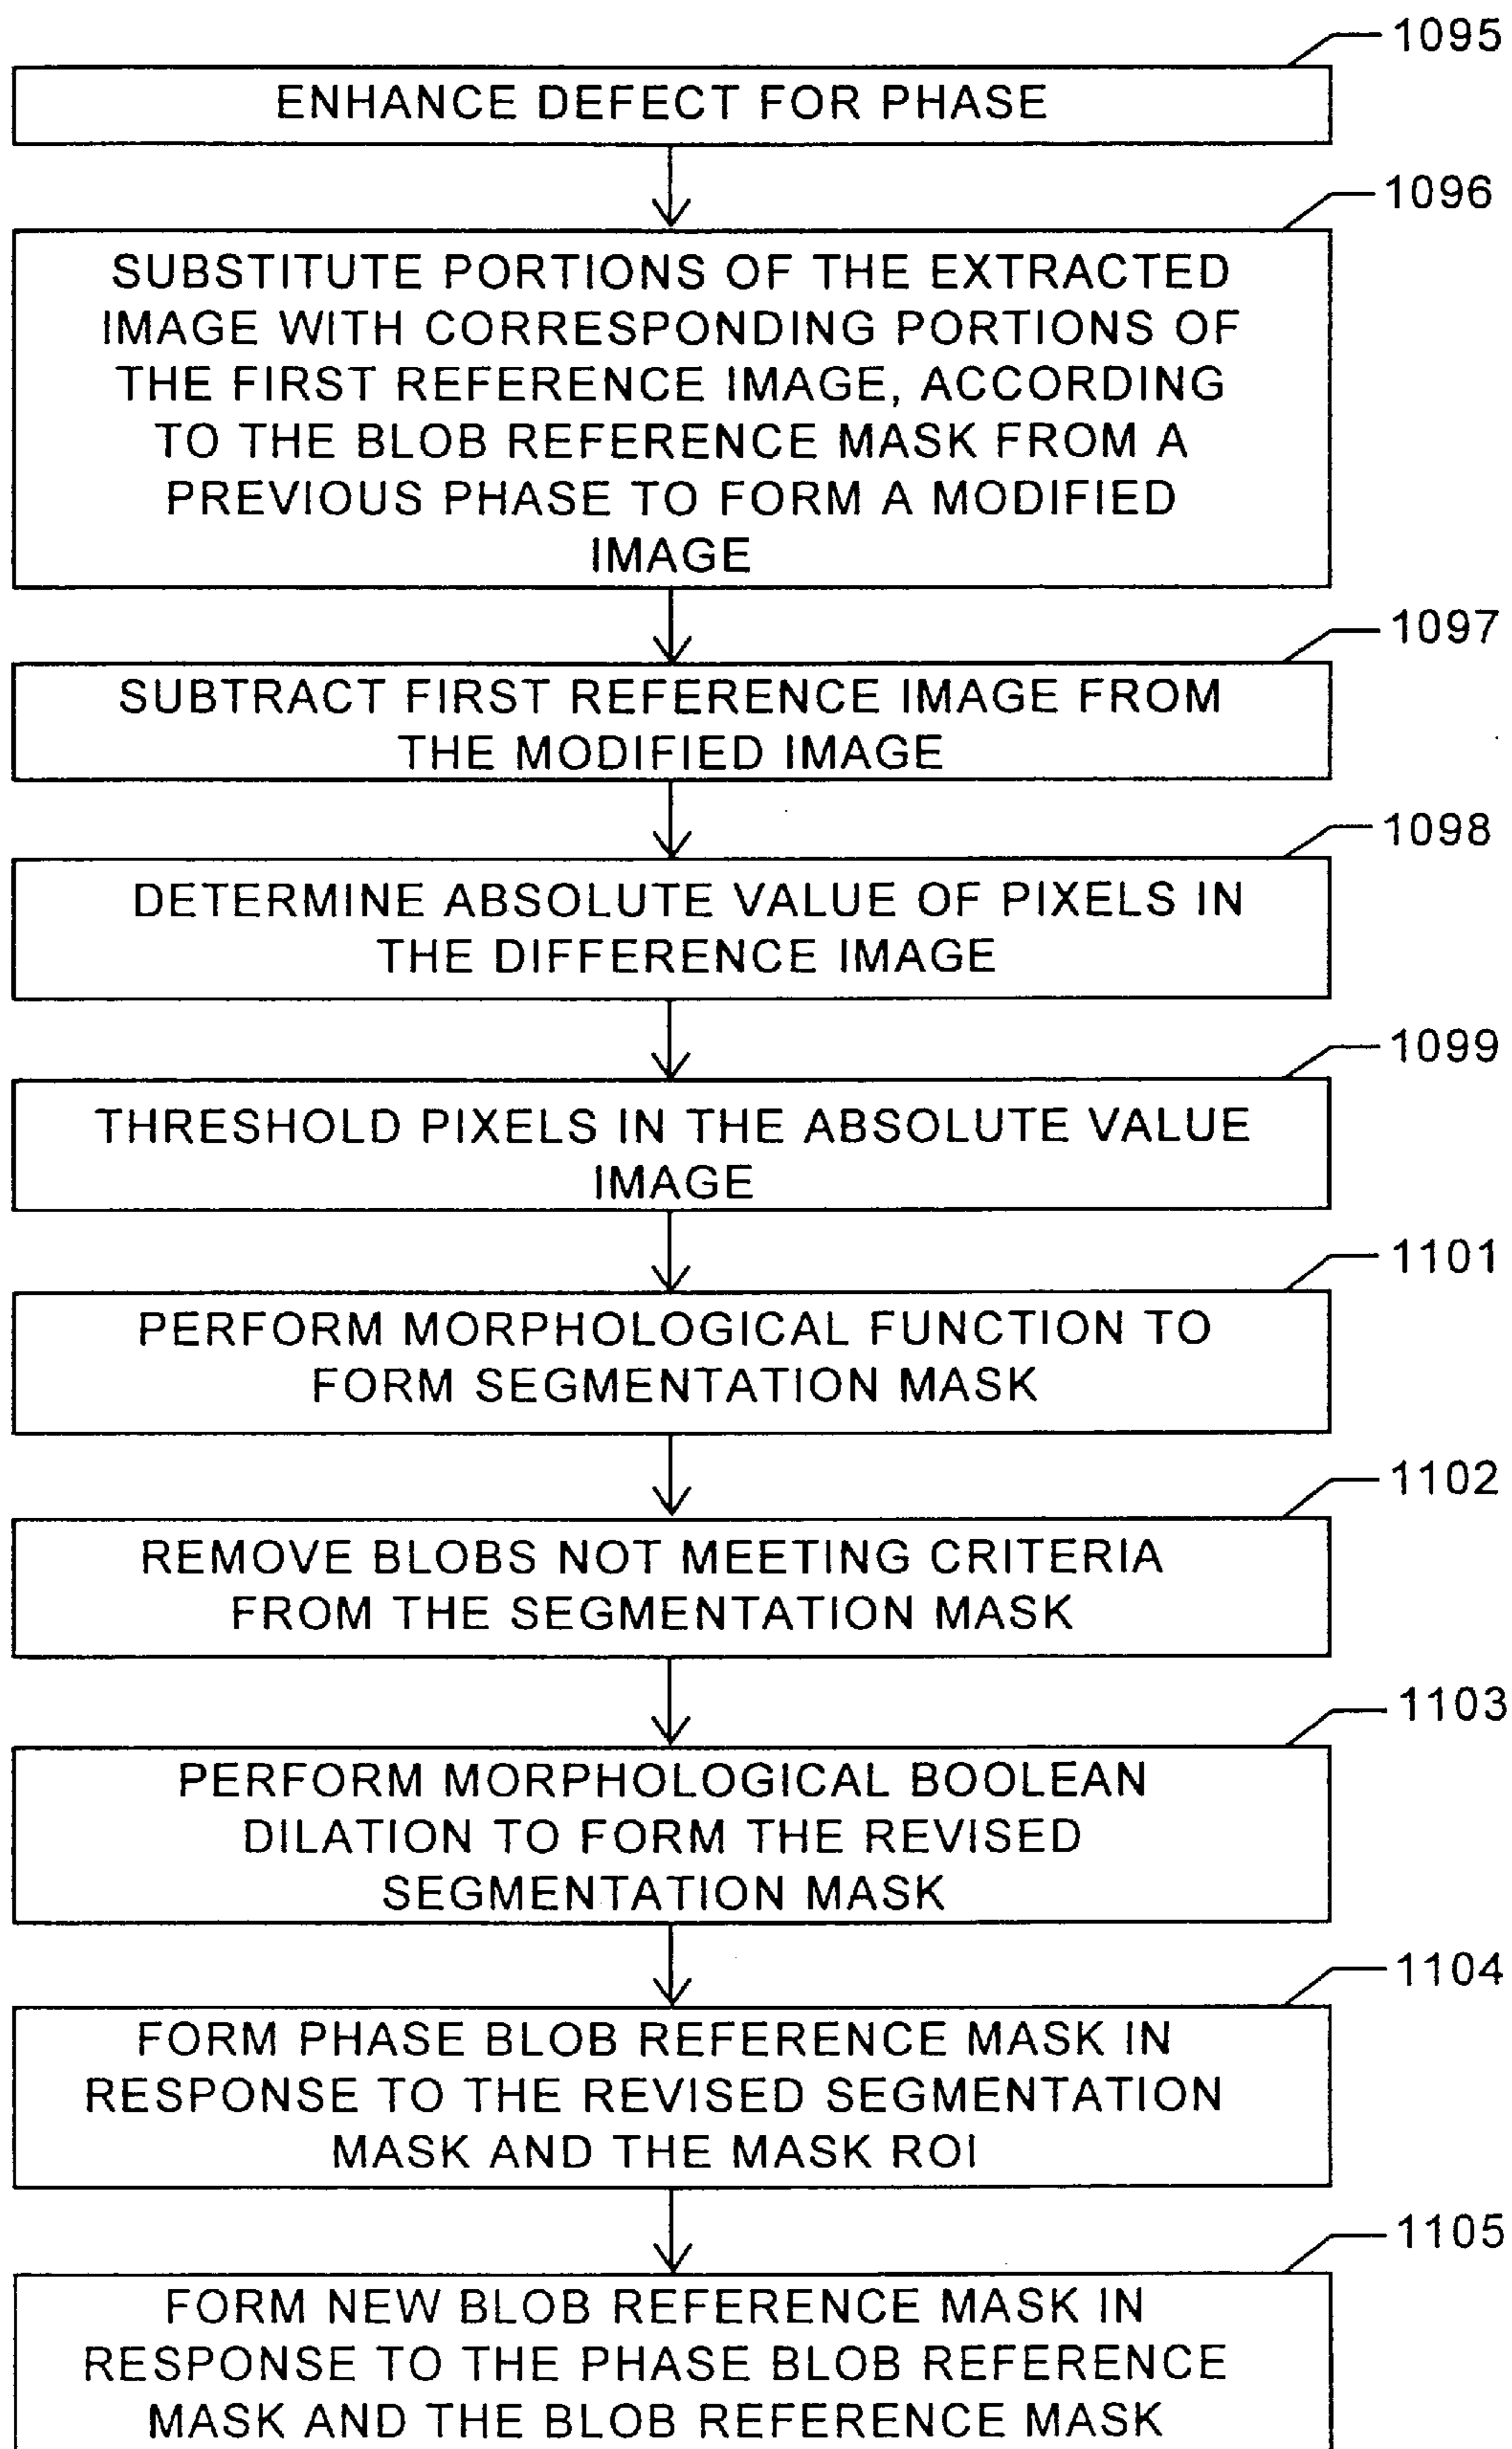 1095
ENHANCE DEFECT FOR PHASE
1096
SUBSTITUTE PORTIONS OF THE EXTRACTED
IMAGE WITH CORRESPONDING PORTIONS OF
THE FIRST REFERENCE IMAGE, ACCORDING
TO THE BLOB REFERENCE MASK FROM A
PREVIOUS PHASE TO FORM A MODIFIED
IMAGE
1097
SUBTRACT FIRST REFERENCE IMAGE FROM
THE MODIFIED IMAGE
1098
DETERMINE ABSOLUTE VALUE OF PIXELS IN
THE DIFFERENCE IMAGE
1099
THRESHOLD PIXELS IN THE ABSOLUTE VALUE
IMAGE
1101
PERFORM MORPHOLOGICAL FUNCTION TO
FORM SEGMENTATION MASK
1102
REMOVE BLOBS NOT MEETING CRITERIA
FROM THE SEGMENTATION MASK
1103
PERFORM MORPHOLOGICAL BOOLEAN
DILATION TO FORM THE REVISED
SEGMENTATION MASK
1104
FORM PHASE BLOB REFERENCE MASK IN
RESPONSE TO THE REVISED SEGMENTATION
MASK AND THE MASK ROI
1105
FORM NEW BLOB REFERENCE MASK IN
RESPONSE TO THE PHASE BLOB REFERENCE
MASK AND THE BLOB REFERENCE MASK